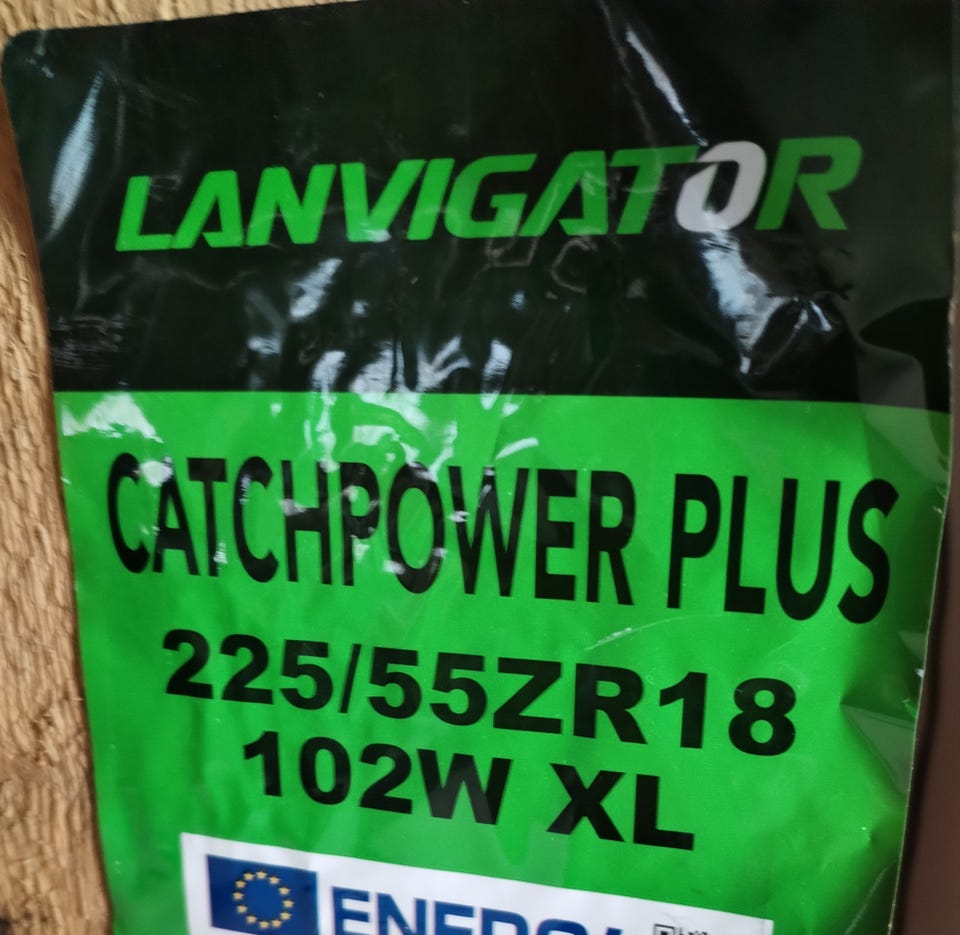 LANVIGATOR
CATCHPOWER PLUS
225/55ZR18
102W XL